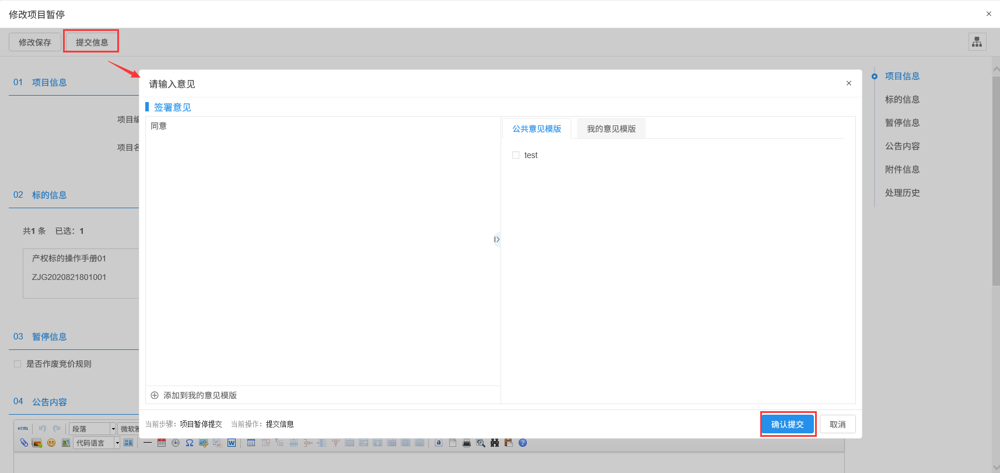 修改项目暂停
修改保存
提交信息
01 项目信息
项目编
项目名
02 标的信息
共1 条 已选：1
产权标的操作手册01
ZJG2020821801001
03 暂停信息
是否作废竞价规则
04 公告内容
HTML
段落
微软雅
代码语言
请输入意见
签署意见
同意
公共意见模版
我的意见模版
test
添加到我的意见模版
当前步骤：项目暂停提交 当前操作：提交信息
确认提交
取消
项目信息
标的信息
暂停信息
公告内容
附件信息
处理历史